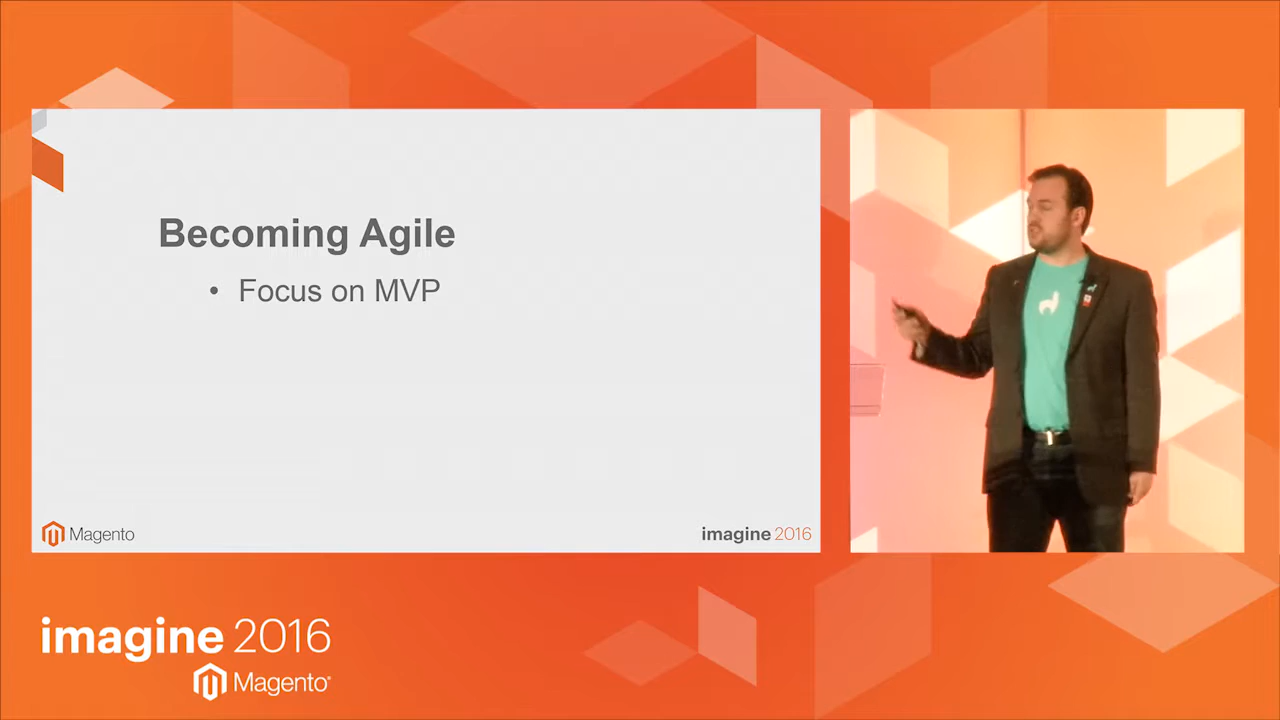 Becoming Agile
• Focus on MVP
Magento
imagine 2016
imagine 2016
Magento®